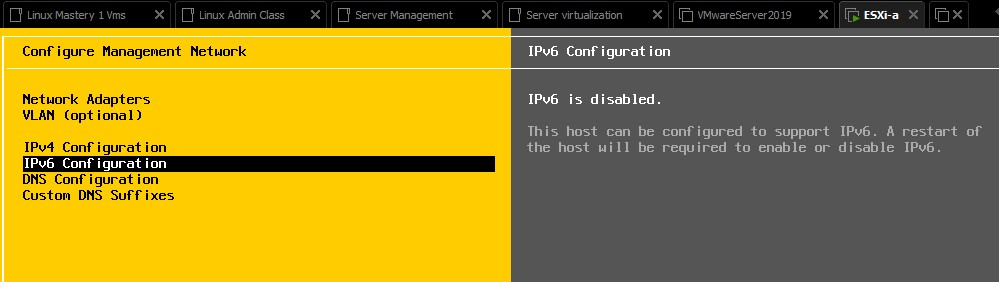 Linux Mastery 1 Vms
Linux Admin Class
Server Management
Server virtualization
VMwareServer2019
ESXi-a
Configure Management Network
Network Adapters
VLAN (optional)
IPv4 Configuration
IPv6 Configuration
DNS Configuration
Custom DNS Suffixes
IPv6 Configuration
IPv6 is disabled.
This host can be configured to support IPv6. A restart of
the host will be required to enable or disable IPv6.